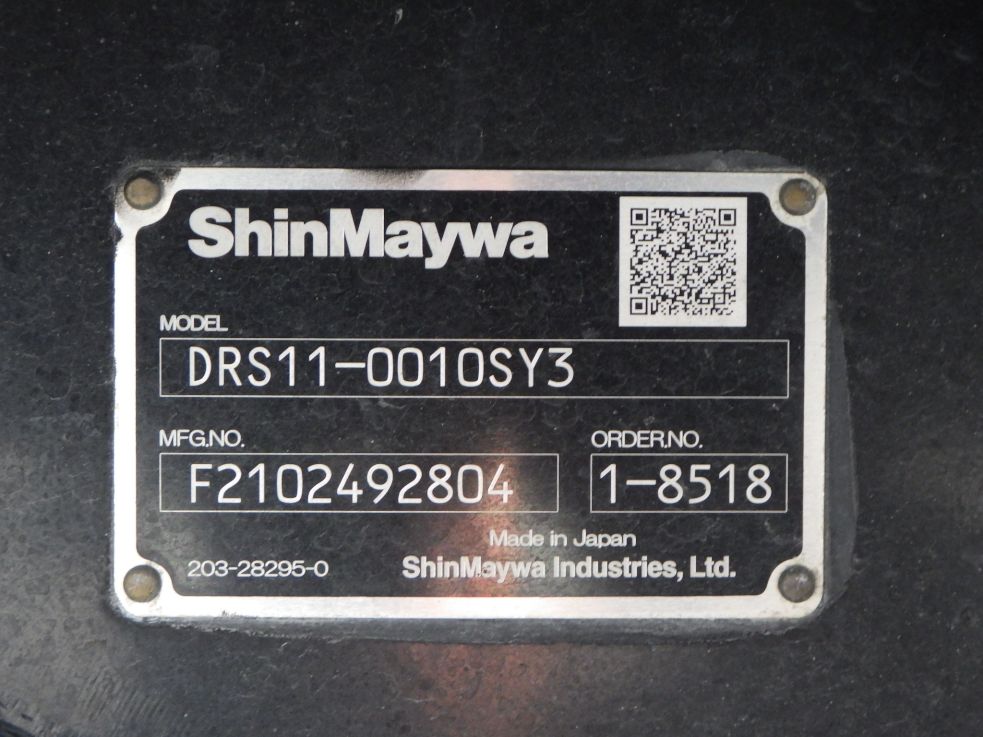 ShinMaywa
MODEL
DRS11-0010SY3
MFG.NO. ORDER.NO.
F2102492804 1-8518
Made in Japan
203-28295-0 ShinMaywa Industries, Ltd.